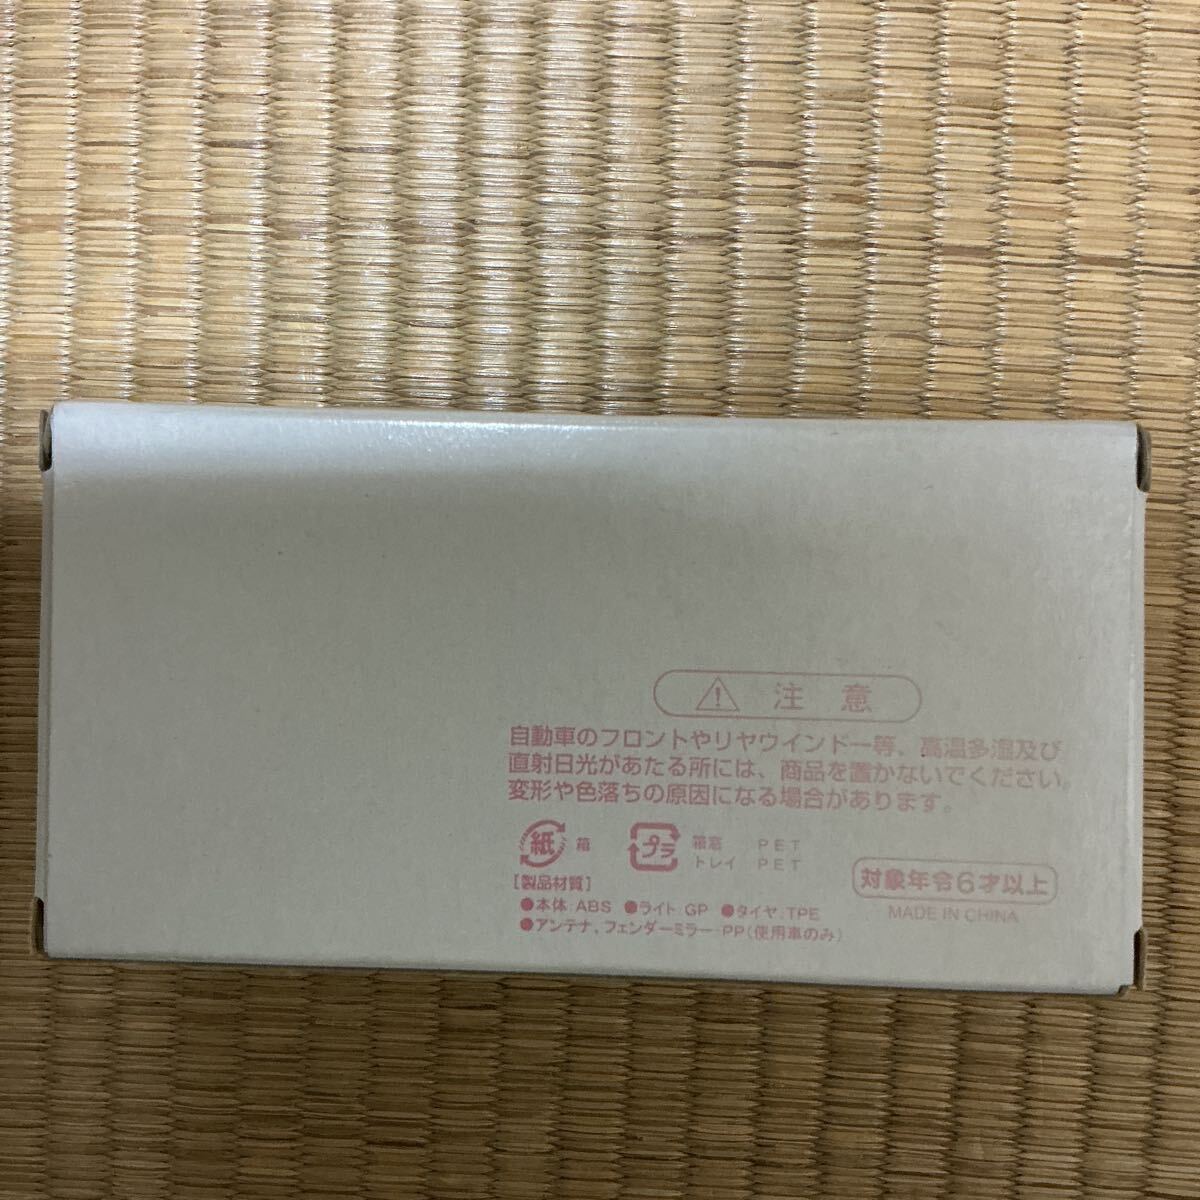 注意
自動車のフロントやリヤウインドー等、高温多湿及び
直射日光があたる所には、商品を置かないでください。
変形や色落ちの原因になる場合があります。
紙 箱
プラ 箱窓 PET
トレイ PET
対象年令6才以上
MADE IN CHINA
[製品材質]
●本体:ABS ●ライト:GP ●タイヤ:TPE
●アンテナ、フェンダーミラー:PP(使用車のみ)